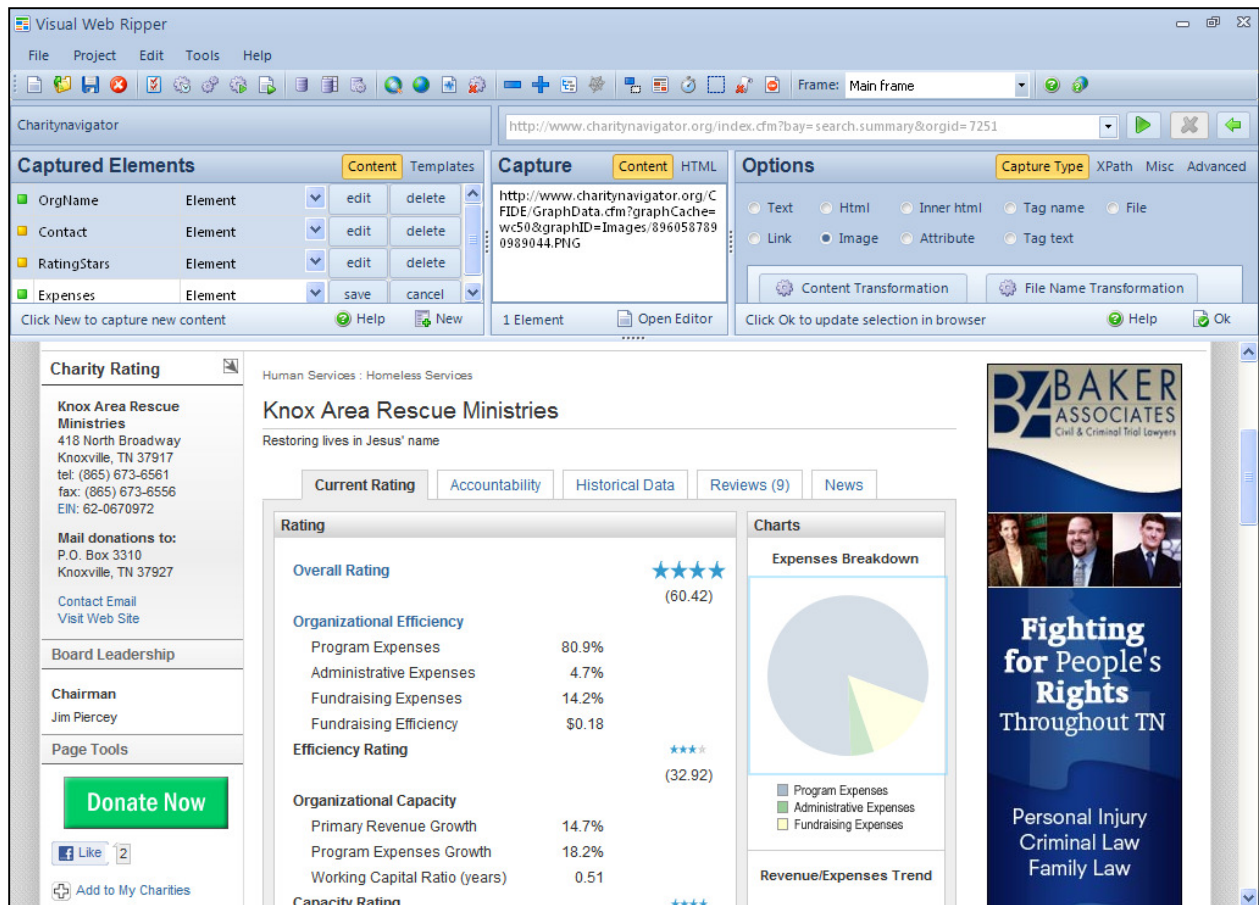 Visual Web Ripper
File Project Edit Tools Help
Frame: Main frame
Charitynavigator
http://www.charitynavigator.org/index.cfm?bay=search.summary&orgid=7251
Captured Elements Content Templates
OrgName Element edit delete
Contact Element edit delete
RatingStars Element edit delete
Expenses Element save cancel
Click New to capture new content Help New
Capture Content HTML
http://www.charitynavigator.org/C
FIDE/GraphData.cfm?graphCache=
wc50&graphID=Images/896058789
0989044.PNG
1 Element Open Editor
Options Capture Type XPath Misc Advanced
Text Html Inner html Tag name File
Link Image Attribute Tag text
Content Transformation File Name Transformation
Click Ok to update selection in browser Help Ok
Charity Rating
Knox Area Rescue
Ministries
418 North Broadway
Knoxville, TN 37917
tel: (865) 673-6561
fax: (865) 673-6556
EIN: 62-0670972
Mail donations to:
P.O. Box 3310
Knoxville, TN 37927
Contact Email
Visit Web Site
Board Leadership
Chairman
Jim Piercey
Page Tools
Donate Now
Like 2
Add to My Charities
Human Services : Homeless Services
Knox Area Rescue Ministries
Restoring lives in Jesus' name
Current Rating Accountability Historical Data Reviews (9) News
Rating
Overall Rating
(60.42)
Organizational Efficiency
Program Expenses 80.9%
Administrative Expenses 4.7%
Fundraising Expenses 14.2%
Fundraising Efficiency $0.18
Efficiency Rating
(32.92)
Organizational Capacity
Primary Revenue Growth 14.7%
Program Expenses Growth 18.2%
Working Capital Ratio (years) 0.51
Capacity Rating
Charts
Expenses Breakdown
Program Expenses
Administrative Expenses
Fundraising Expenses
Revenue/Expenses Trend
BA BAKER
ASSOCIATES
Civil & Criminal Trial Lawyers
Fighting
for People's
Rights
Throughout TN
Personal Injury
Criminal Law
Family Law